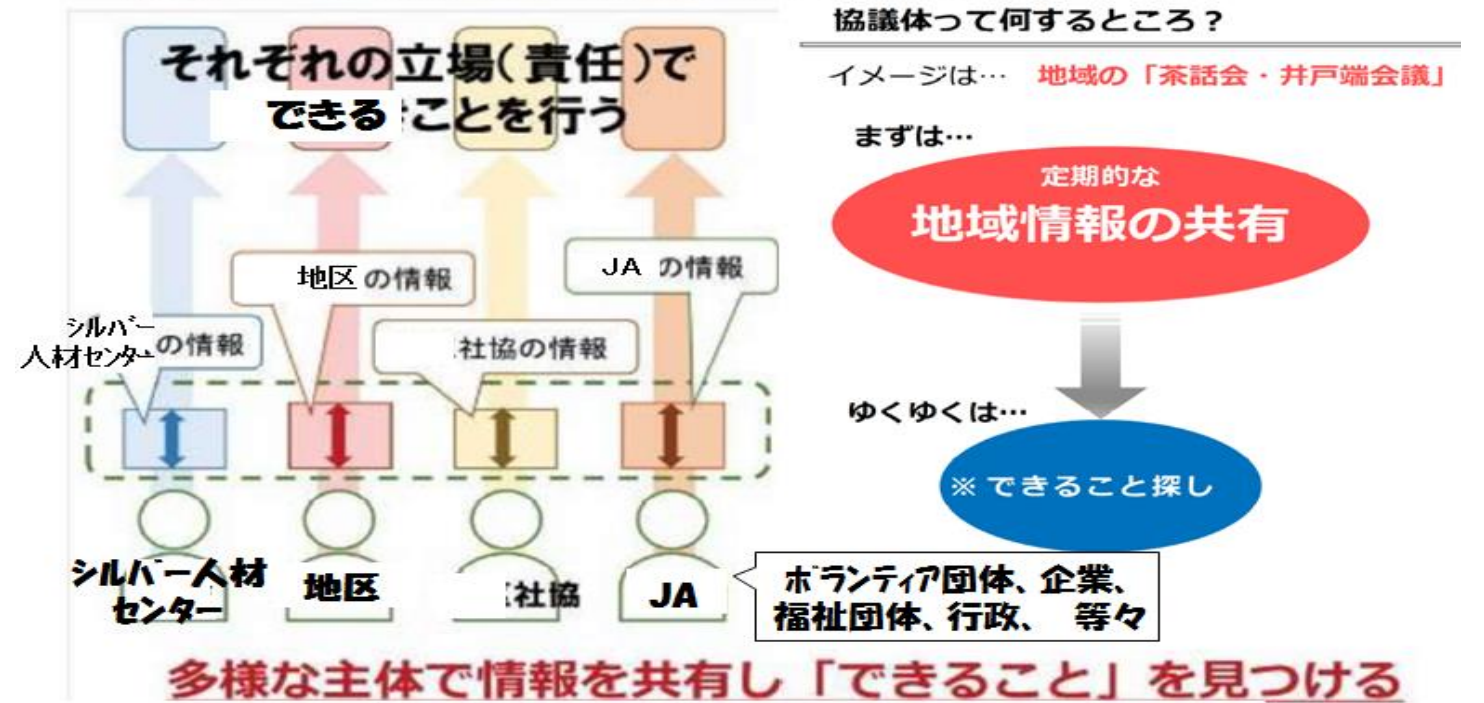 それぞれの立場(責任)で
できることを行う
地区の情報
JAの情報
シルバー
人材センターの情報
社協の情報
シルバー人材
センター
地区
社協
JA
ボランティア団体、企業、
福祉団体、行政、 等々
協議体って何するところ？
イメージは… 地域の「茶話会・井戸端会議」
まずは…
定期的な
地域情報の共有
ゆくゆくは…
※ できること探し
多様な主体で情報を共有し「できること」を見つける